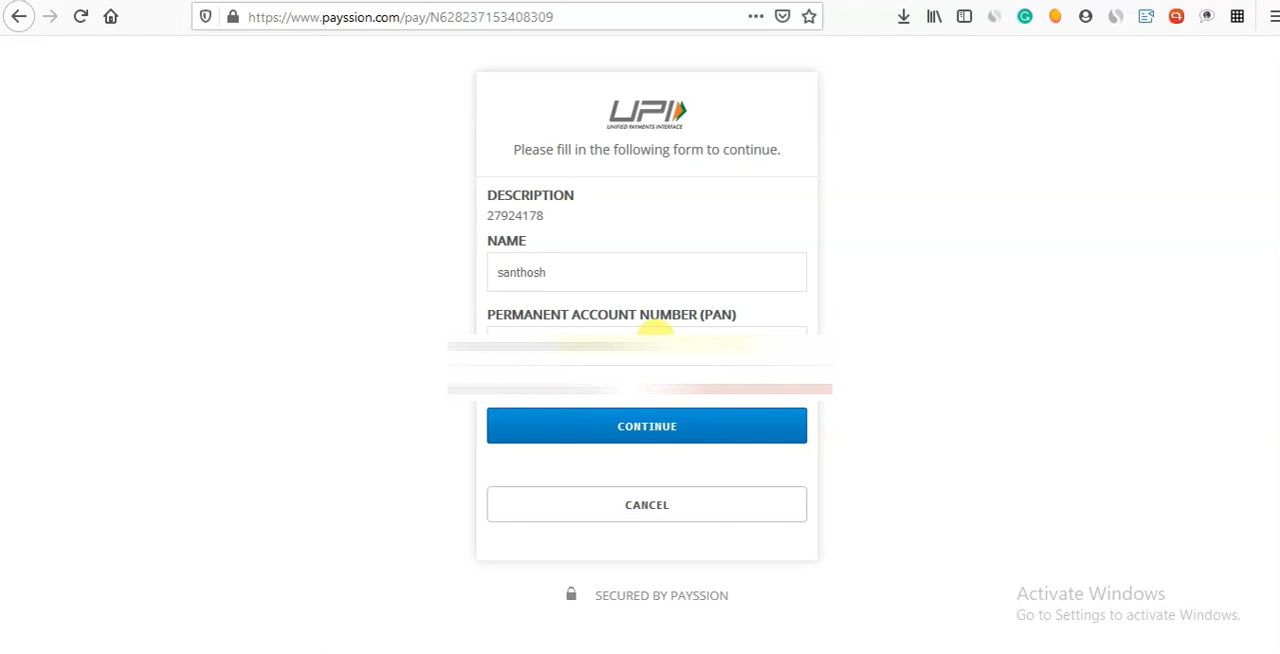 https://www.payssion.com/pay/N628237153408309
UPI
UNIFIED PAYMENTS INTERFACE
Please fill in the following form to continue.
DESCRIPTION
27924178
NAME
santhosh
PERMANENT ACCOUNT NUMBER (PAN)
CONTINUE
CANCEL
SECURED BY PAYSSION
Activate Windows
Go to Settings to activate Windows.